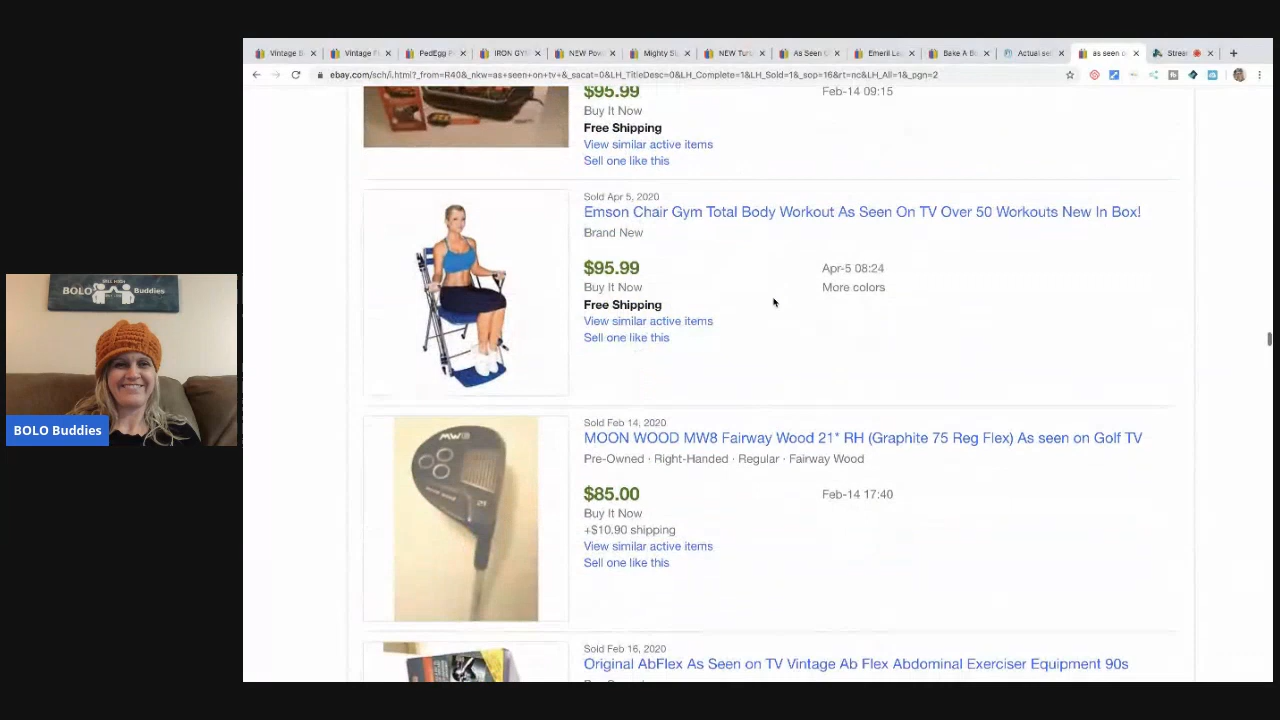 Vintage B
Vintage F
PedEgg P
IRON GY
NEW Pow
Mighty Sl
NEW Turb
As Seen O
Emeril La
Bake A B
Actual se
as seen o
Stream
ebay.com/sch/i.html?_from=R40&_nkw=as+seen+on+tv+&_sacat=0&LH_TitleDesc=0&LH_Complete=1&LH_Sold=1&_sop=16&rt=nc&LH_All=1&_pgn=2
$95.99
Feb-14 09:15
Buy It Now
Free Shipping
View similar active items
Sell one like this
Sold Apr 5, 2020
Emson Chair Gym Total Body Workout As Seen On TV Over 50 Workouts New In Box!
Brand New
$95.99
Apr-5 08:24
Buy It Now
More colors
Free Shipping
View similar active items
Sell one like this
Sold Feb 14, 2020
MOON WOOD MW8 Fairway Wood 21* RH (Graphite 75 Reg Flex) As seen on Golf TV
Pre-Owned · Right-Handed · Regular · Fairway Wood
$85.00
Feb-14 17:40
Buy It Now
+$10.90 shipping
View similar active items
Sell one like this
Sold Feb 16, 2020
Original AbFlex As Seen on TV Vintage Ab Flex Abdominal Exerciser Equipment 90s
MW8
21
BOLO Buddies
BOLO Buddies